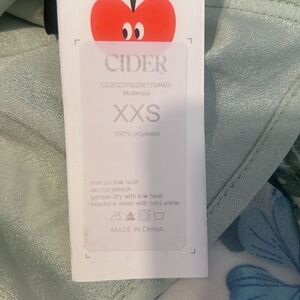 CIDER
XXS
100% polyester
iron on low heat
do not bleach
tumber dry with low heat
machine wash with cold water
MADE IN CHINA